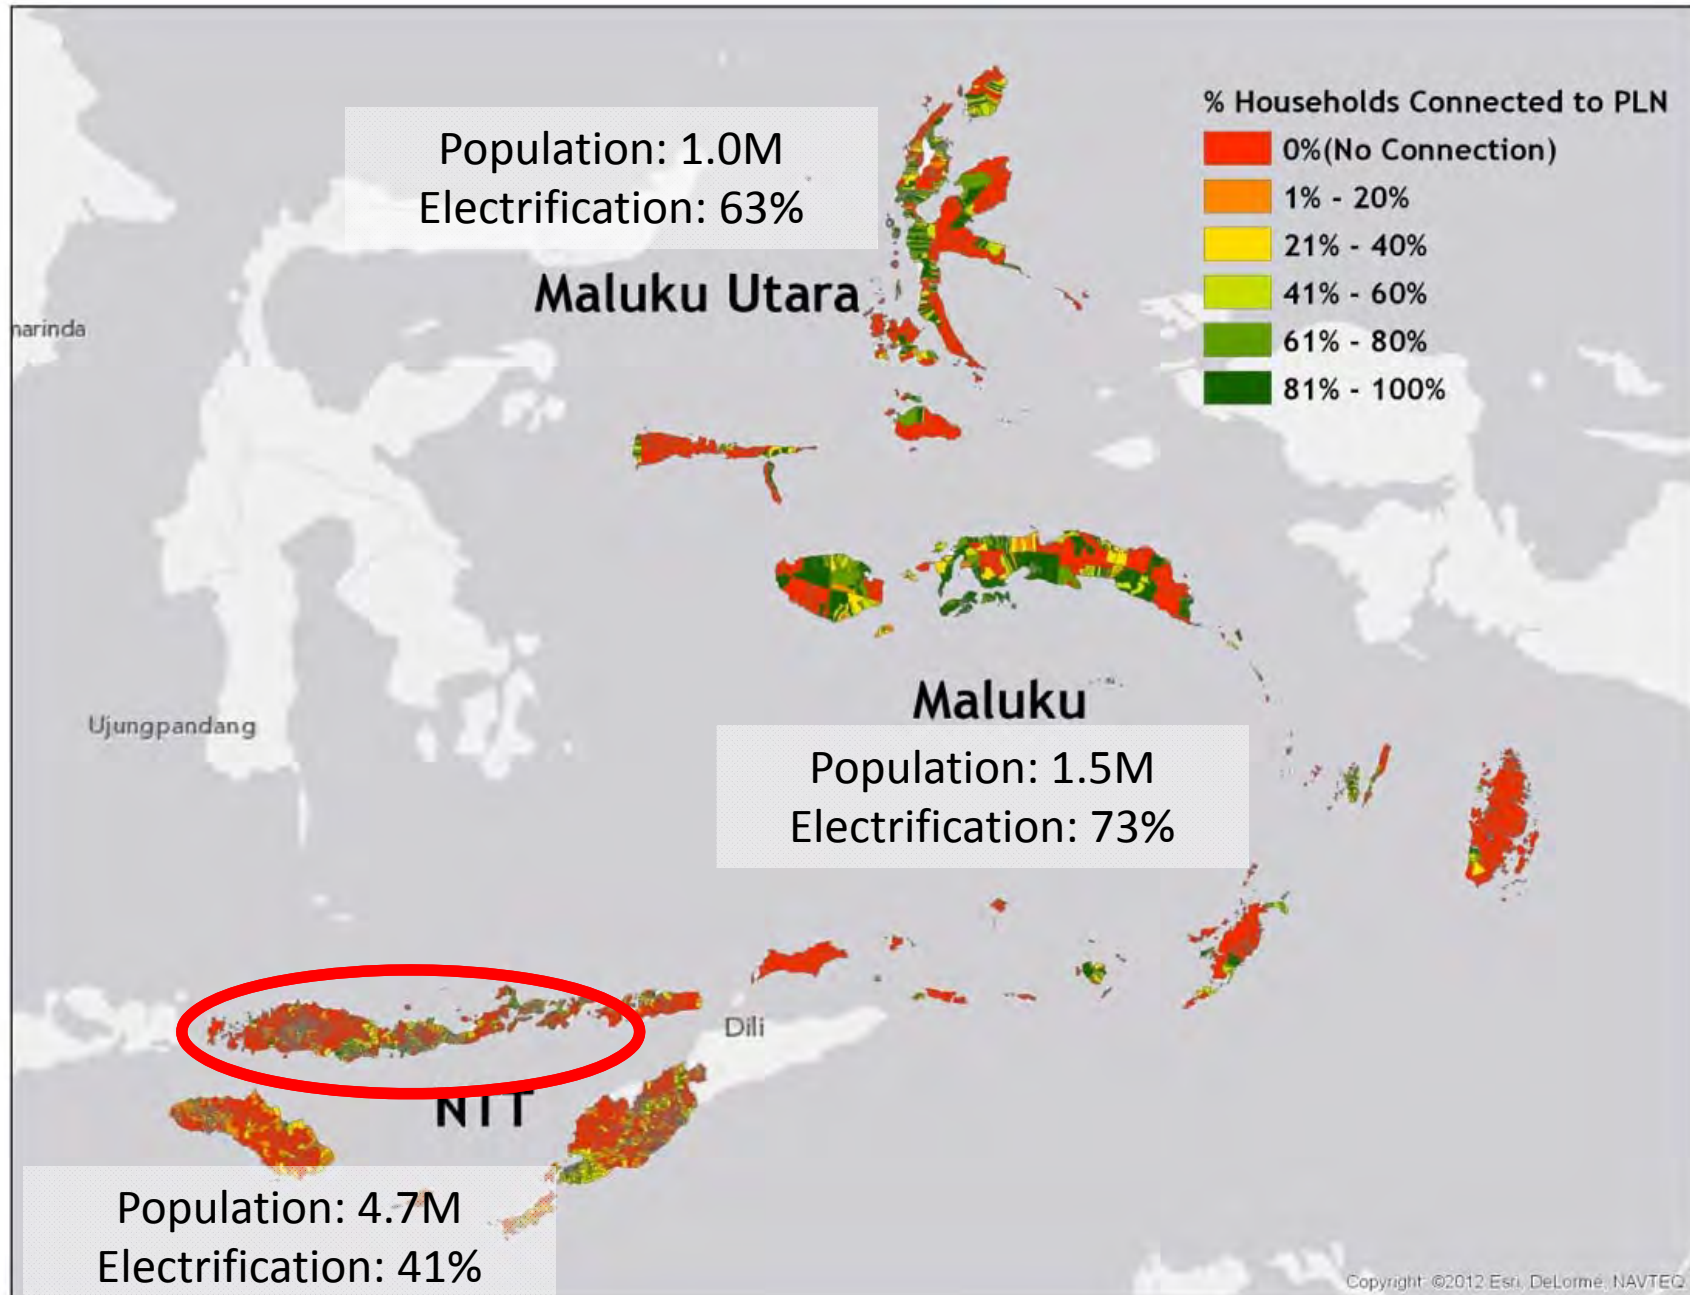 % Households Connected to PLN
0%(No Connection)
1% - 20%
21% - 40%
41% - 60%
61% - 80%
81% - 100%
Population: 1.0M
Electrification: 63%
Maluku Utara
narinda
Ujungpandang
Maluku
Population: 1.5M
Electrification: 73%
Dili
NTT
Population: 4.7M
Electrification: 41%
Copyright: ©2012 Esri, DeLorme, NAVTEQ